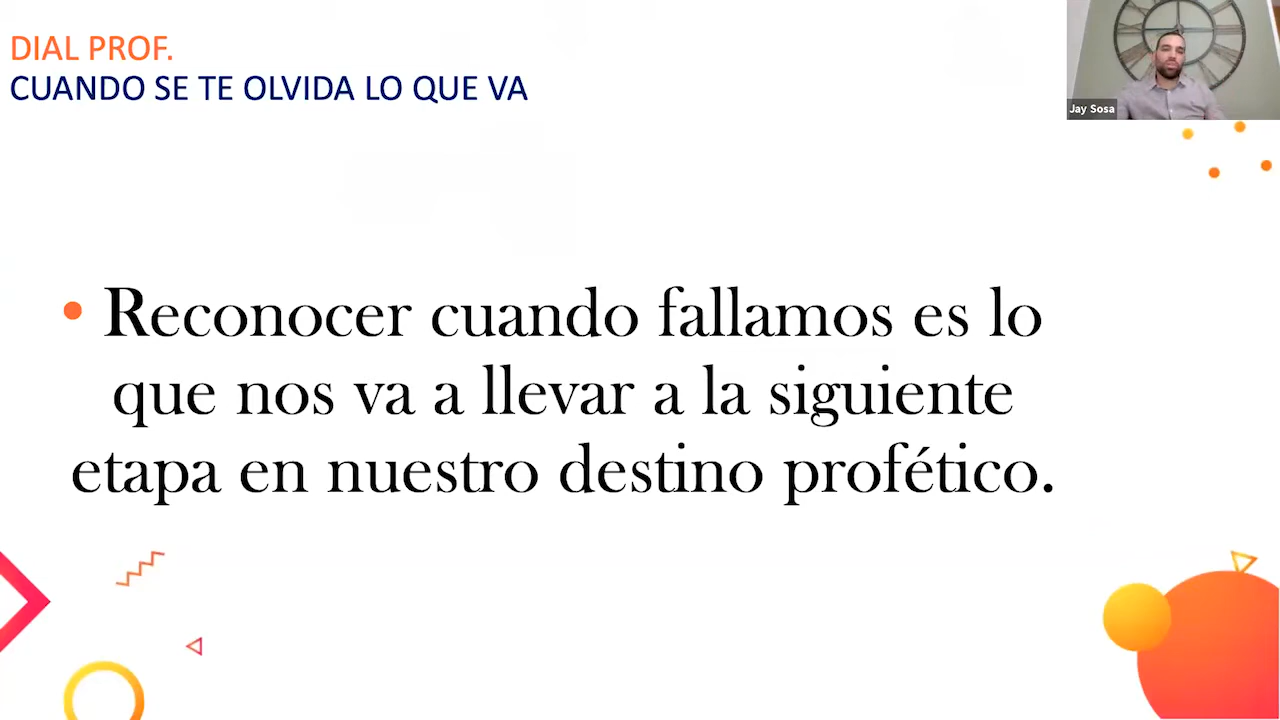 DIAL PROF.
CUANDO SE TE OLVIDA LO QUE VA
Jay Sosa
• Reconocer cuando fallamos es lo
que nos va a llevar a la siguiente
etapa en nuestro destino profético.